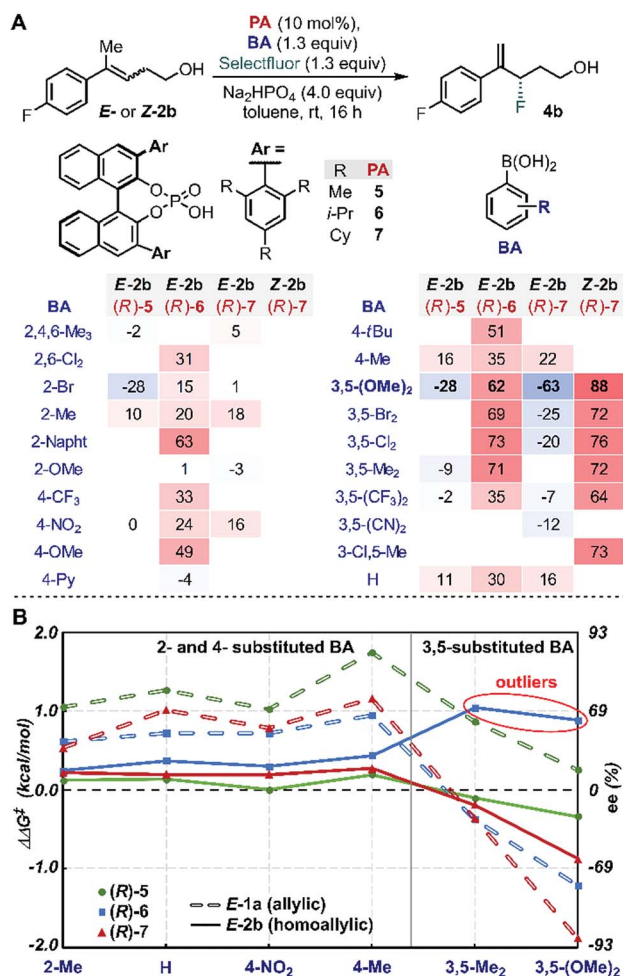 A
PA (10 mol%),
BA (1.3 equiv)
Selectfluor (1.3 equiv)
Na2HPO4 (4.0 equiv)
toluene, rt, 16 h
Me
OH
F
E- or Z-2b
OH
F
F
4b
Ar
O
P
O
O
OH
Ar
Ar =
R
R
R
R PA
Me 5
i-Pr 6
Cy 7
B(OH)2
R
BA
E-2b E-2b E-2b Z-2b
BA (R)-5 (R)-6 (R)-7 (R)-7
2,4,6-Me3 -2 5
2,6-Cl2 31
2-Br -28 15 1
2-Me 10 20 18
2-Napht 63
2-OMe 1 -3
4-CF3 33
4-NO2 0 24 16
4-OMe 49
4-Py -4
E-2b E-2b E-2b Z-2b
BA (R)-5 (R)-6 (R)-7 (R)-7
4-tBu 51
4-Me 16 35 22
3,5-(OMe)2 -28 62 -63 88
3,5-Br2 69 -25 72
3,5-Cl2 73 -20 76
3,5-Me2 -9 71 72
3,5-(CF3)2 -2 35 -7 64
3,5-(CN)2 -12
3-Cl,5-Me 73
H 11 30 16
B
2- and 4- substituted BA
3,5-substituted BA
outliers
ΔΔG‡ (kcal/mol)
2.0
1.0
0.0
-1.0
-2.0
93
69
0
-69
-93
ee (%)
(R)-5
(R)-6
(R)-7
E-1a (allylic)
E-2b (homoallylic)
2-Me H 4-NO2 4-Me 3,5-Me2 3,5-(OMe)2